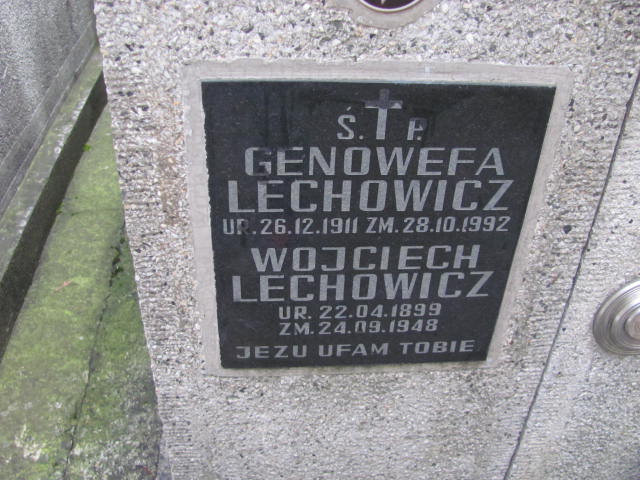 Ś. P.
GENOWEFA
LECHOWICZ
UR. 26.12.1911 ZM. 28.10.1992
WOJCIECH
LECHOWICZ
UR. 22.04.1899
ZM. 24.09.1948
JEZU UFAM TOBIE